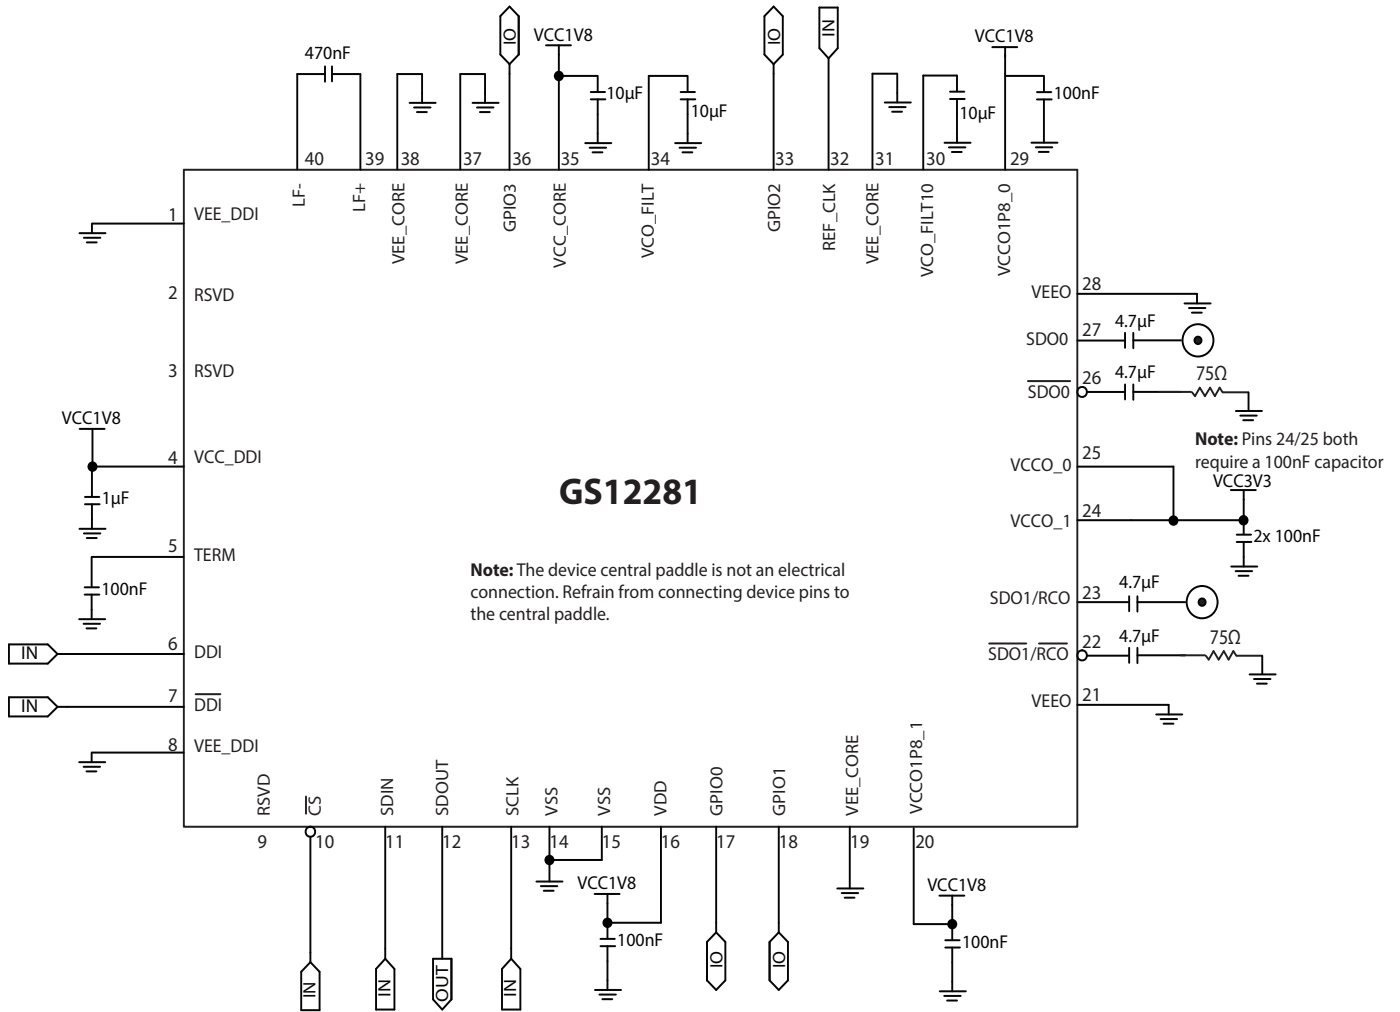 470nF
IO
VCC1V8
10µF
10µF
IO
IN
10µF
VCC1V8
100nF
40 39 38 37 36 35 34 33 32 31 30 29
LF- LF+ VEE_CORE VEE_CORE GPIO3 VCC_CORE VCO_FILT GPIO2 REF_CLK VEE_CORE VCO_FILT10 VCCO1P8_0
1 VEE_DDI
2 RSVD
3 RSVD
VCC1V8
4 VCC_DDI
1µF
5 TERM
100nF
IN 6 DDI
IN 7 DDI
8 VEE_DDI
GS12281
Note: The device central paddle is not an electrical
connection. Refrain from connecting device pins to
the central paddle.
VEEO 28
SDO0 27 4.7µF
SDO0 26 4.7µF 75Ω
Note: Pins 24/25 both
require a 100nF capacitor
VCCO_0 25
VCC3V3
VCCO_1 24
2x 100nF
SDO1/RCO 23 4.7µF
SDO1/RCO 22 4.7µF 75Ω
VEEO 21
RSVD CS SDIN SDOUT SCLK VSS VSS VDD GPIO0 GPIO1 VEE_CORE VCCO1P8_1
9 10 11 12 13 14 15 16 17 18 19 20
VCC1V8
100nF
VCC1V8
100nF
IN IN OUT IN IO IO